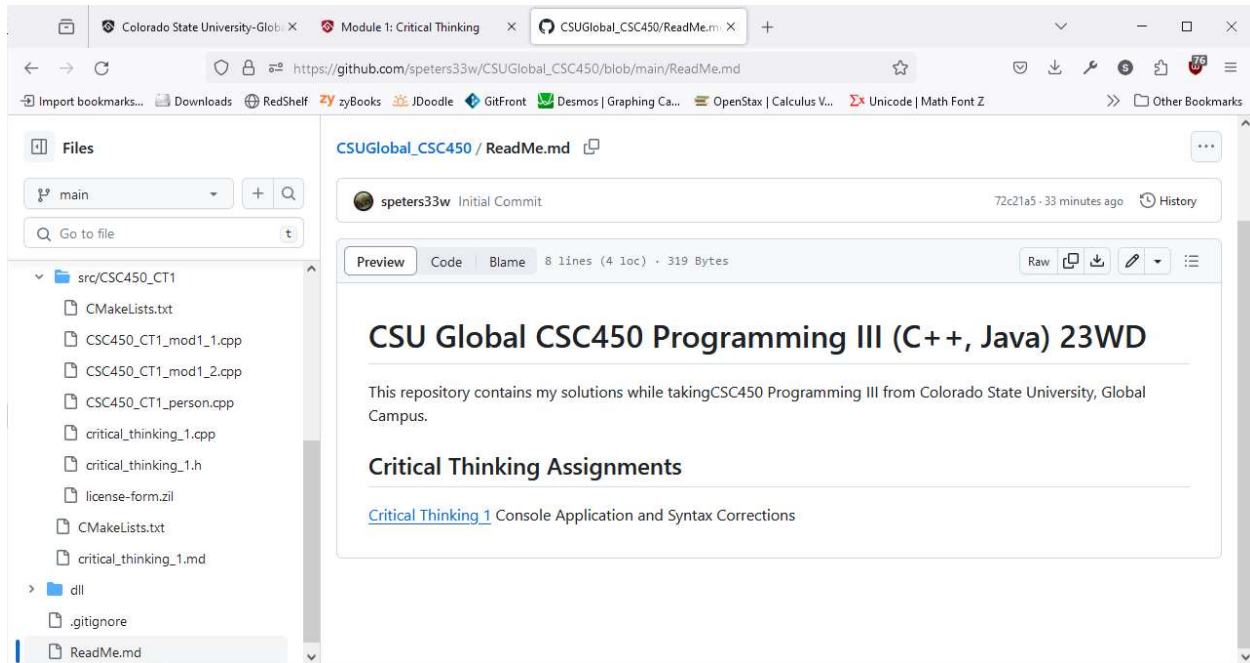 Colorado State University-Glob
Module 1: Critical Thinking
CSUGlobal_CSC450/ReadMe.m
https://github.com/speters33w/CSUGlobal_CSC450/blob/main/ReadMe.md
S
76
Import bookmarks...
Downloads
RedShelf
zyBooks
JDoodle
GitFront
Desmos | Graphing Ca...
OpenStax | Calculus V...
Unicode | Math Font Z
Other Bookmarks
Files
main
Go to file
t
src/CSC450_CT1
CMakeLists.txt
CSC450_CT1_mod1_1.cpp
CSC450_CT1_mod1_2.cpp
CSC450_CT1_person.cpp
critical_thinking_1.cpp
critical_thinking_1.h
license-form.zil
CMakeLists.txt
critical_thinking_1.md
dll
.gitignore
ReadMe.md
CSUGlobal_CSC450 / ReadMe.md
speters33w Initial Commit
72c21a5 · 33 minutes ago
History
Preview
Code
Blame
8 lines (4 loc) · 319 Bytes
Raw
CSU Global CSC450 Programming III (C++, Java) 23WD
This repository contains my solutions while takingCSC450 Programming III from Colorado State University, Global
Campus.
Critical Thinking Assignments
Critical Thinking 1 Console Application and Syntax Corrections